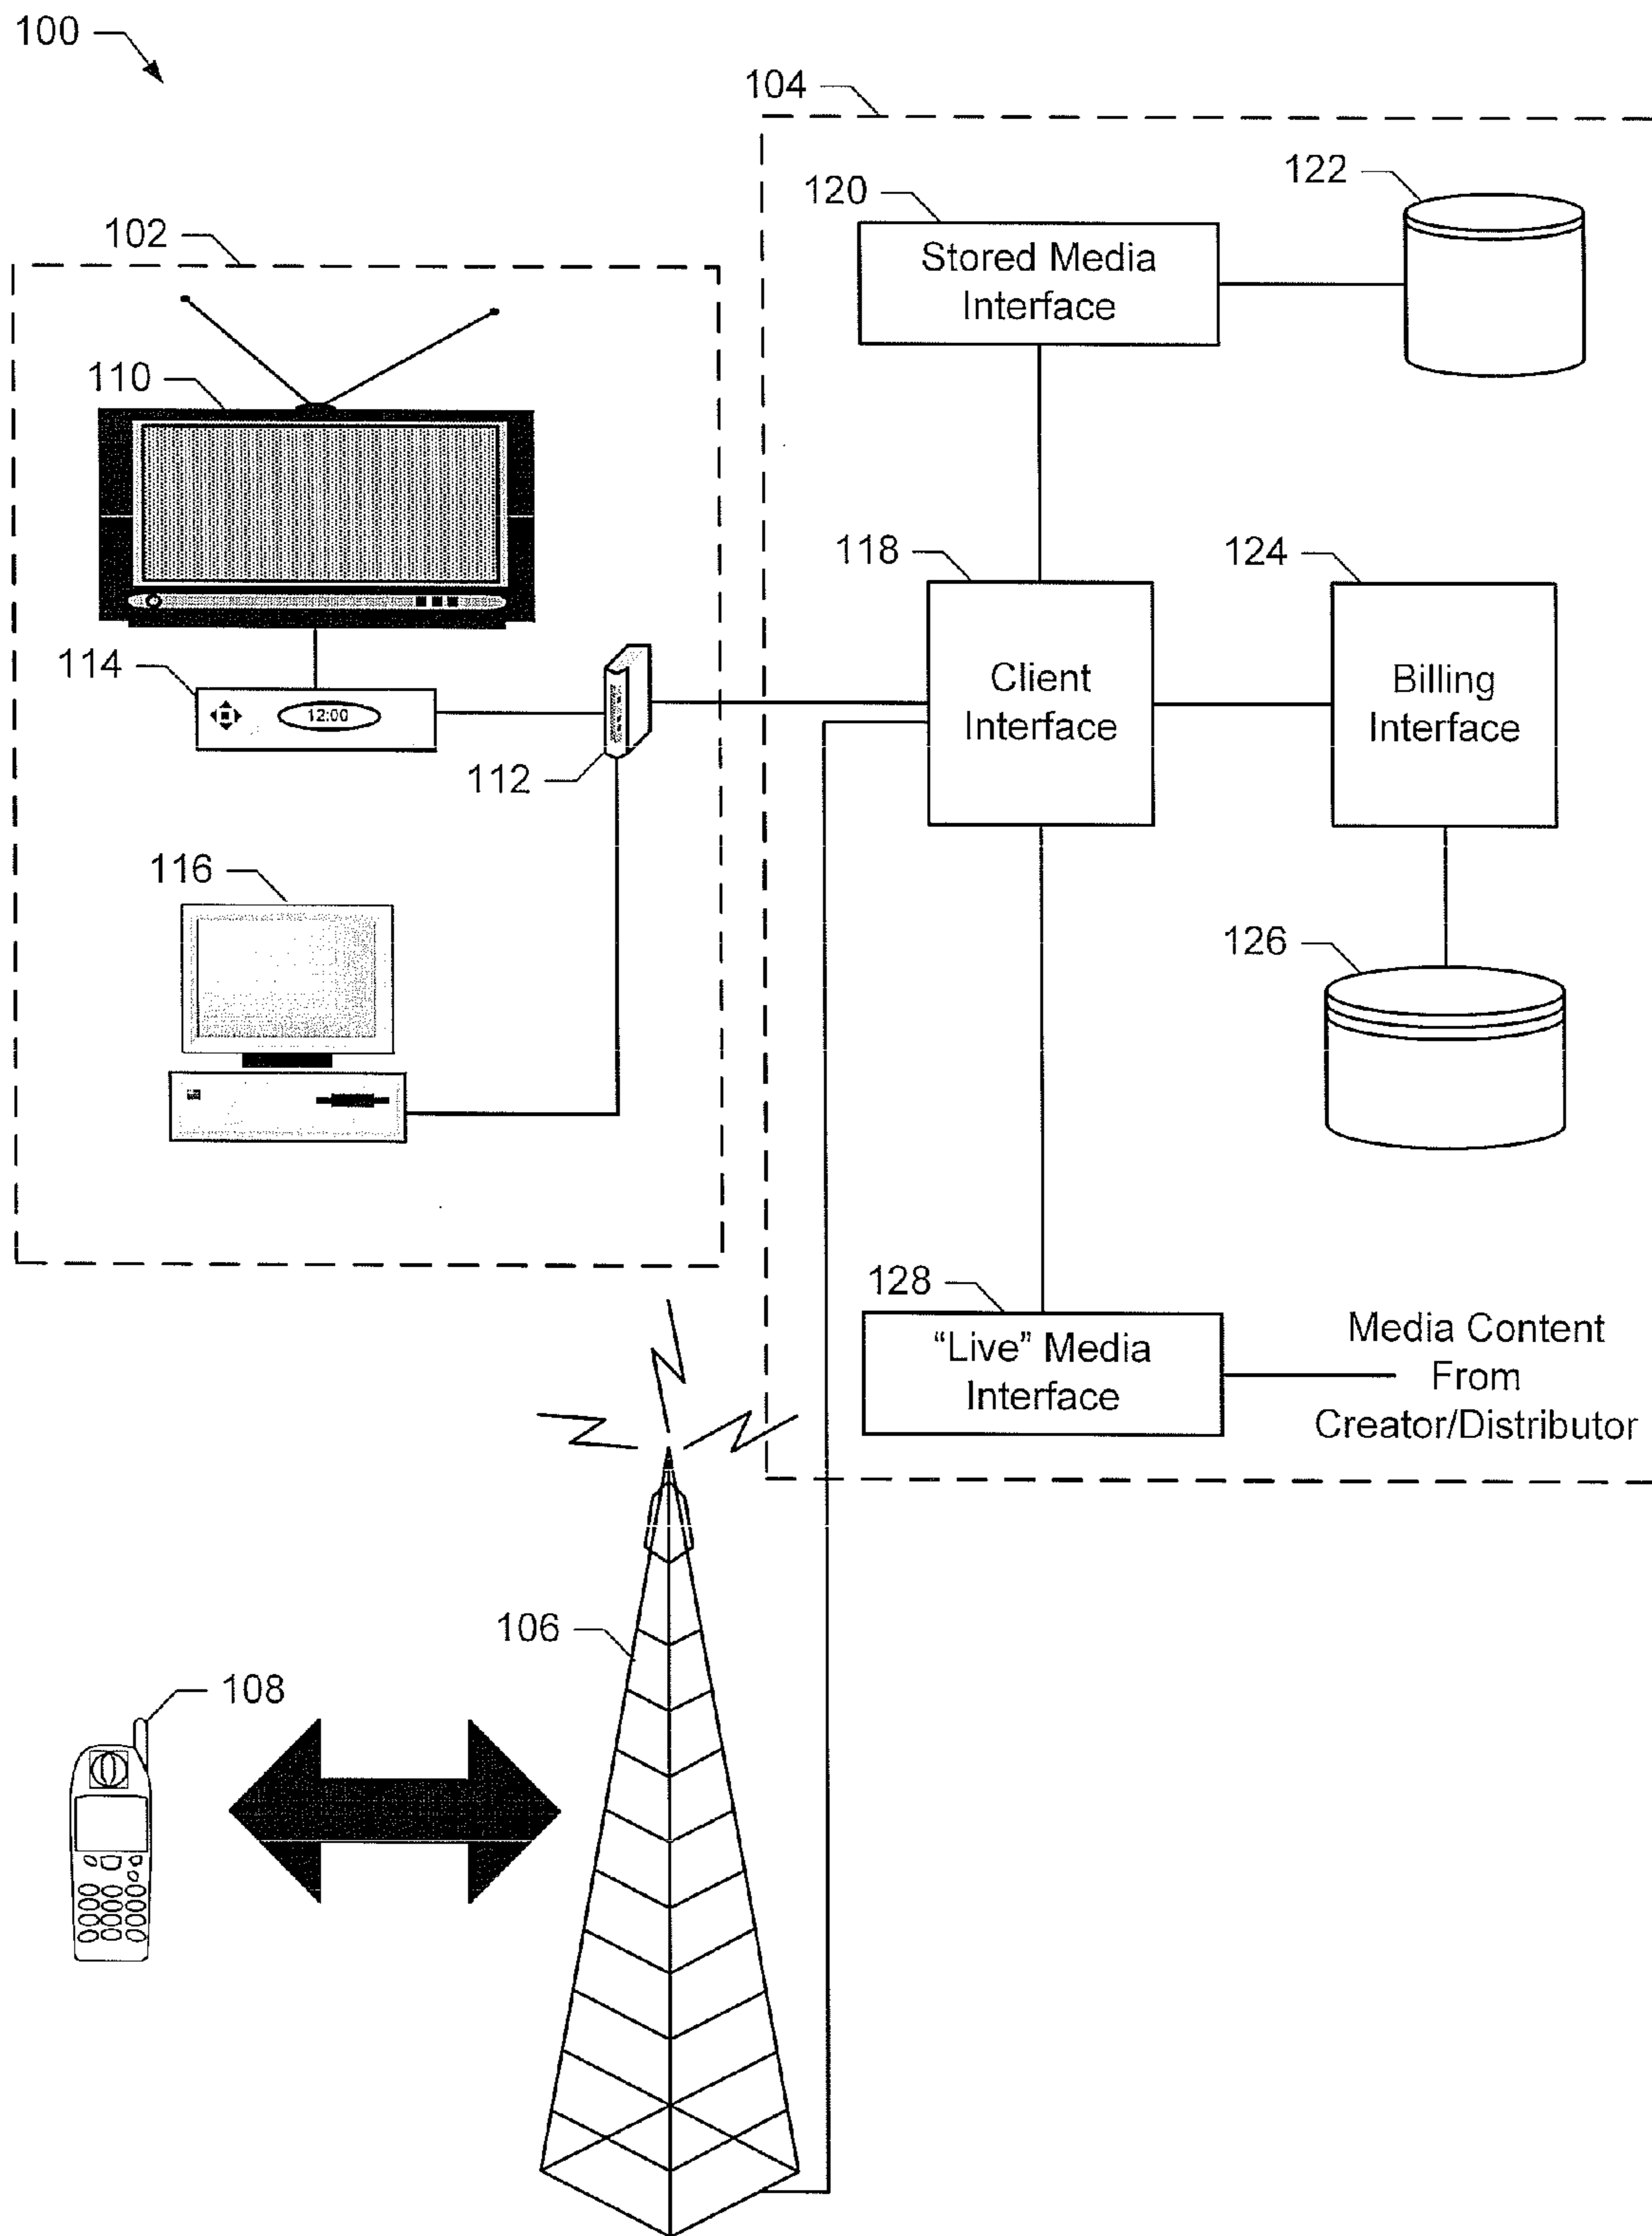 100
104
120
122
Stored Media
Interface
102
110
118
124
114
Client
Interface
Billing
Interface
12:00
112
116
126
128
"Live" Media
Interface
Media Content
From
Creator/Distributor
106
108